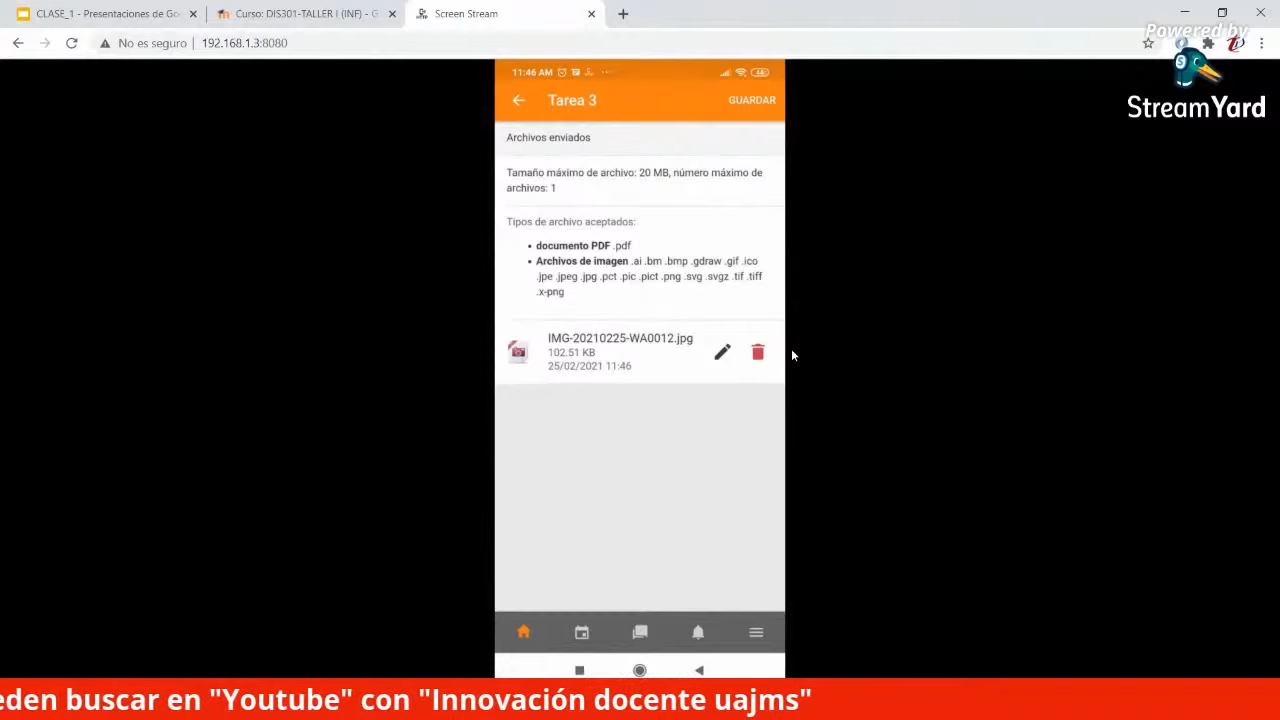 CLASE_1 - Presentaciones de Go
Curso: DIS301-TALLER I (INF) - G
Screen Stream
No es seguro
192.168.1.3:8080
Powered by
StreamYard
11:46 AM
Tarea 3
GUARDAR
Archivos enviados
Tamaño máximo de archivo: 20 MB, número máximo de
archivos: 1
Tipos de archivo aceptados:
• documento PDF .pdf
• Archivos de imagen .ai .bm .bmp .gdraw .gif .ico
.jpe .jpeg .jpg .pct .pic .pict .png .svg .svgz .tif .tiff
.x-png
IMG-20210225-WA0012.jpg
102.51 KB
25/02/2021 11:46
eden buscar en "Youtube" con "Innovación docente uajms"